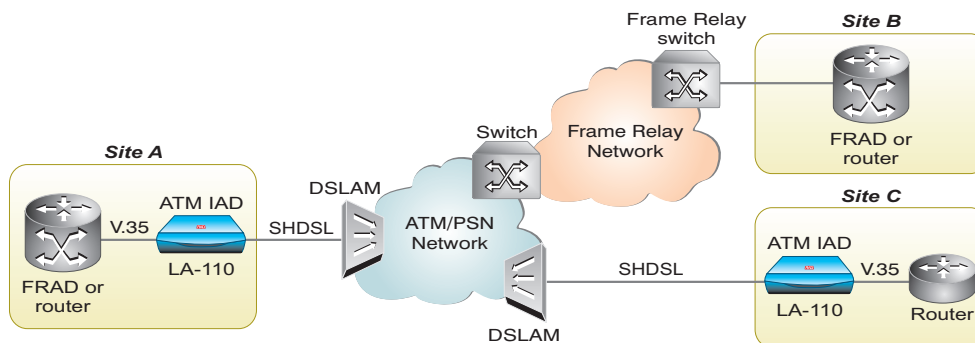 Site A
FRAD or
router
V.35
ATM IAD
LA-110
SHDSL
DSLAM
ATM/PSN
Network
Switch
Frame Relay
Network
Frame Relay
switch
Site B
FRAD or
router
DSLAM
SHDSL
Site C
ATM IAD
LA-110
V.35
Router